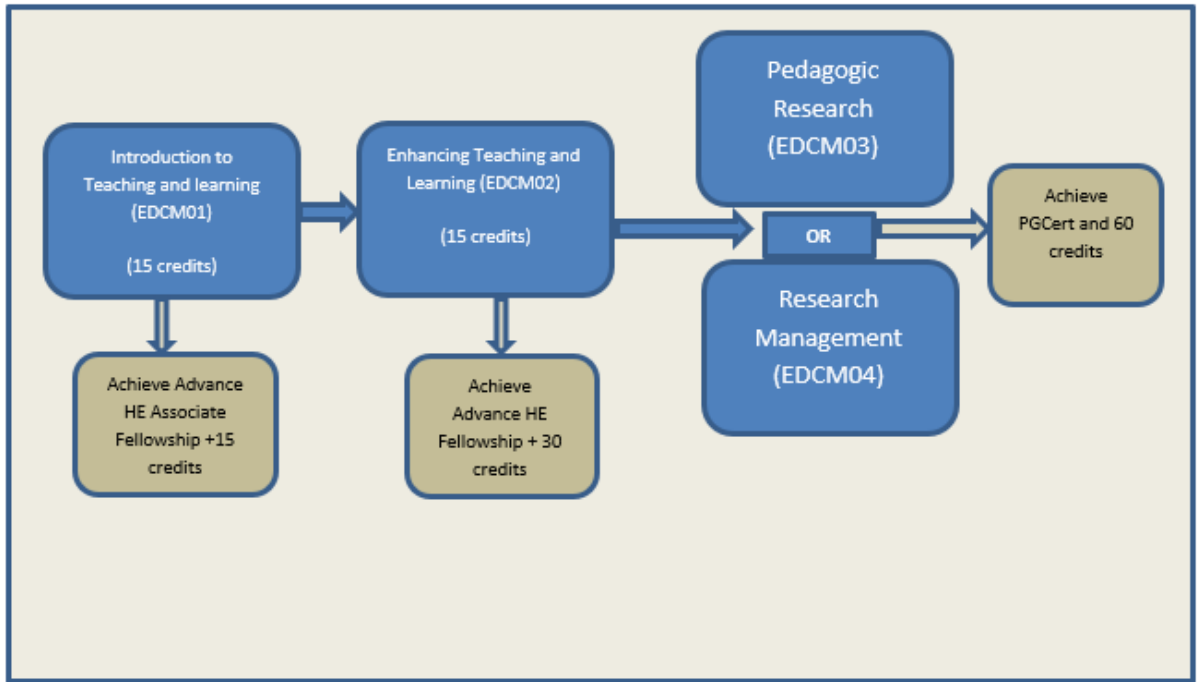 Introduction to
Teaching and learning
(EDCM01)
(15 credits)
Enhancing Teaching and
Learning (EDCM02)
(15 credits)
Pedagogic
Research
(EDCM03)
OR
Research
Management
(EDCM04)
Achieve
PGCert and 60
credits
Achieve Advance
HE Associate
Fellowship +15
credits
Achieve
Advance HE
Fellowship + 30
credits